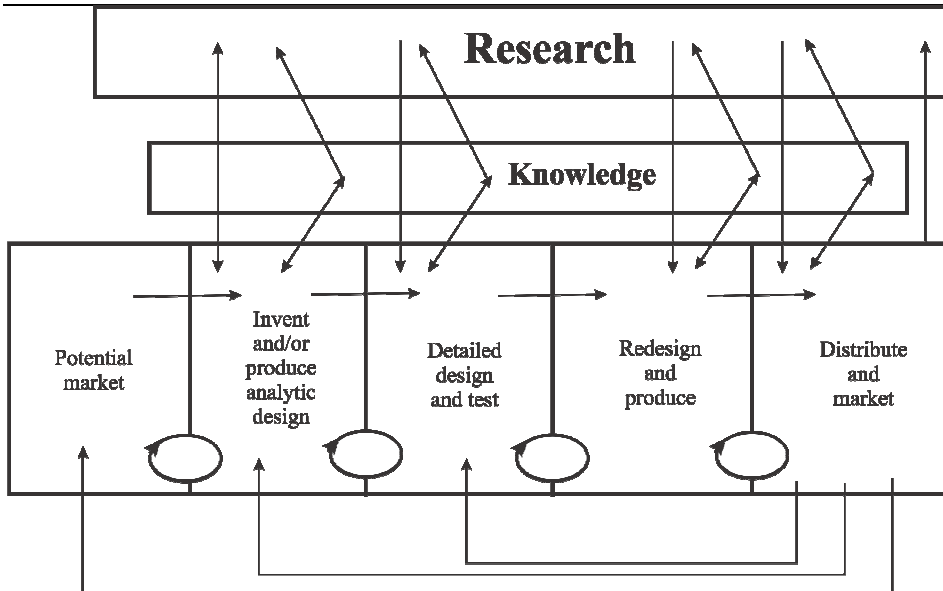 Research
Knowledge
Potential
market
Invent
and/or
produce
analytic
design
Detailed
design
and test
Redesign
and
produce
Distribute
and
market